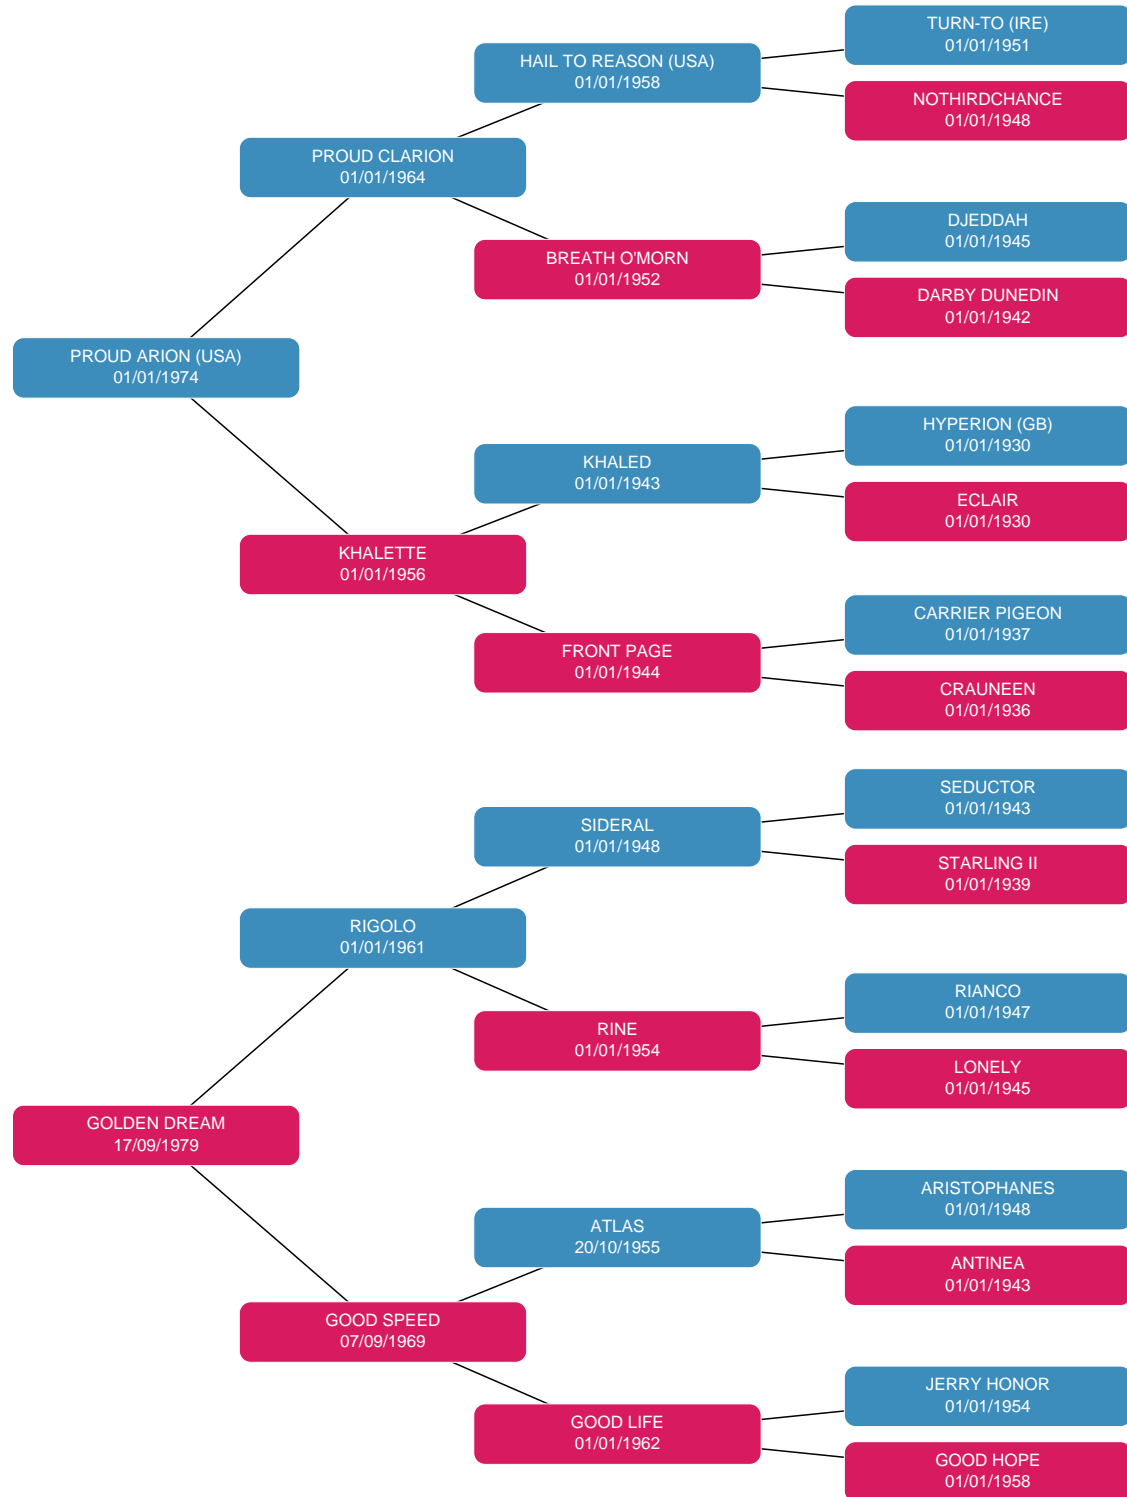 TURN-TO (IRE)
01/01/1951
HAIL TO REASON (USA)
01/01/1958
NOTHIRDCHANCE
01/01/1948
PROUD CLARION
01/01/1964
DJEDDAH
01/01/1945
BREATH O'MORN
01/01/1952
DARBY DUNEDIN
01/01/1942
PROUD ARION (USA)
01/01/1974
HYPERION (GB)
01/01/1930
KHALED
01/01/1943
ECLAIR
01/01/1930
KHALETTE
01/01/1956
CARRIER PIGEON
01/01/1937
FRONT PAGE
01/01/1944
CRAUNEEN
01/01/1936
SEDUCTOR
01/01/1943
SIDERAL
01/01/1948
STARLING II
01/01/1939
RIGOLO
01/01/1961
RIANCO
01/01/1947
RINE
01/01/1954
LONELY
01/01/1945
GOLDEN DREAM
17/09/1979
ARISTOPHANES
01/01/1948
ATLAS
20/10/1955
ANTINEA
01/01/1943
GOOD SPEED
07/09/1969
JERRY HONOR
01/01/1954
GOOD LIFE
01/01/1962
GOOD HOPE
01/01/1958